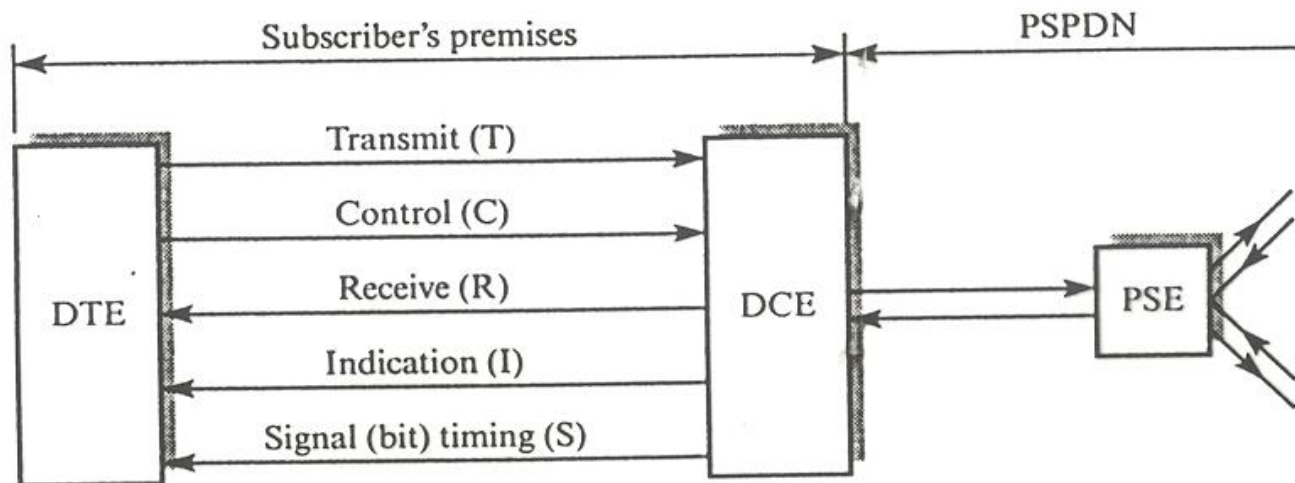 Subscriber's premises
PSPDN
Transmit (T)
Control (C)
Receive (R)
Indication (I)
Signal (bit) timing (S)
DTE
DCE
PSE